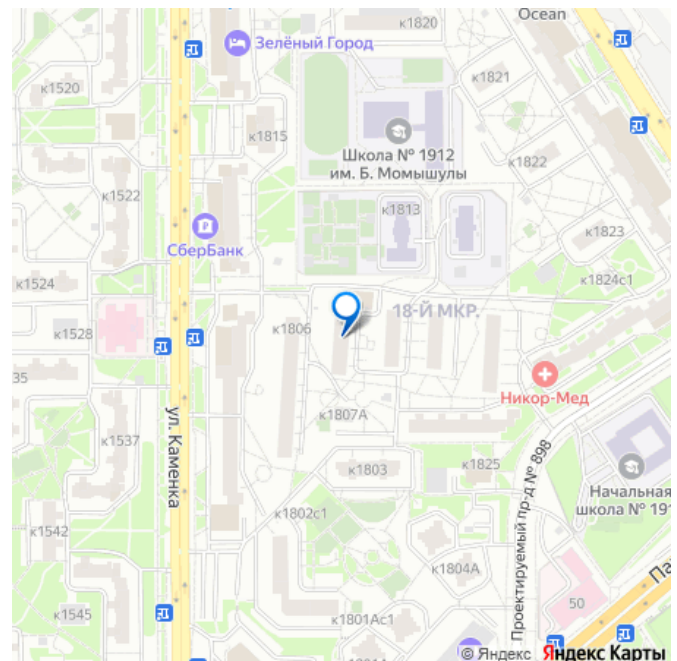 к1820
Ocean
Зелёный Город
к1821
к1520
к1815
Школа № 1912
им. Б. Момышулы
к1822
к1522
к1813
к1823
СберБанк
к1824с1
к1524
18-Й МКР.
к1528
к1806
35
Никор-Мед
ул. Каменка
к1807А
к1537
к1803
к1825
Проектируемый пр-д № 898
Начальная
школа № 191
к1802с1
к1542
к1804А
Па
50
к1545
к1801Ас1
© Яндекс Яндекс Карты